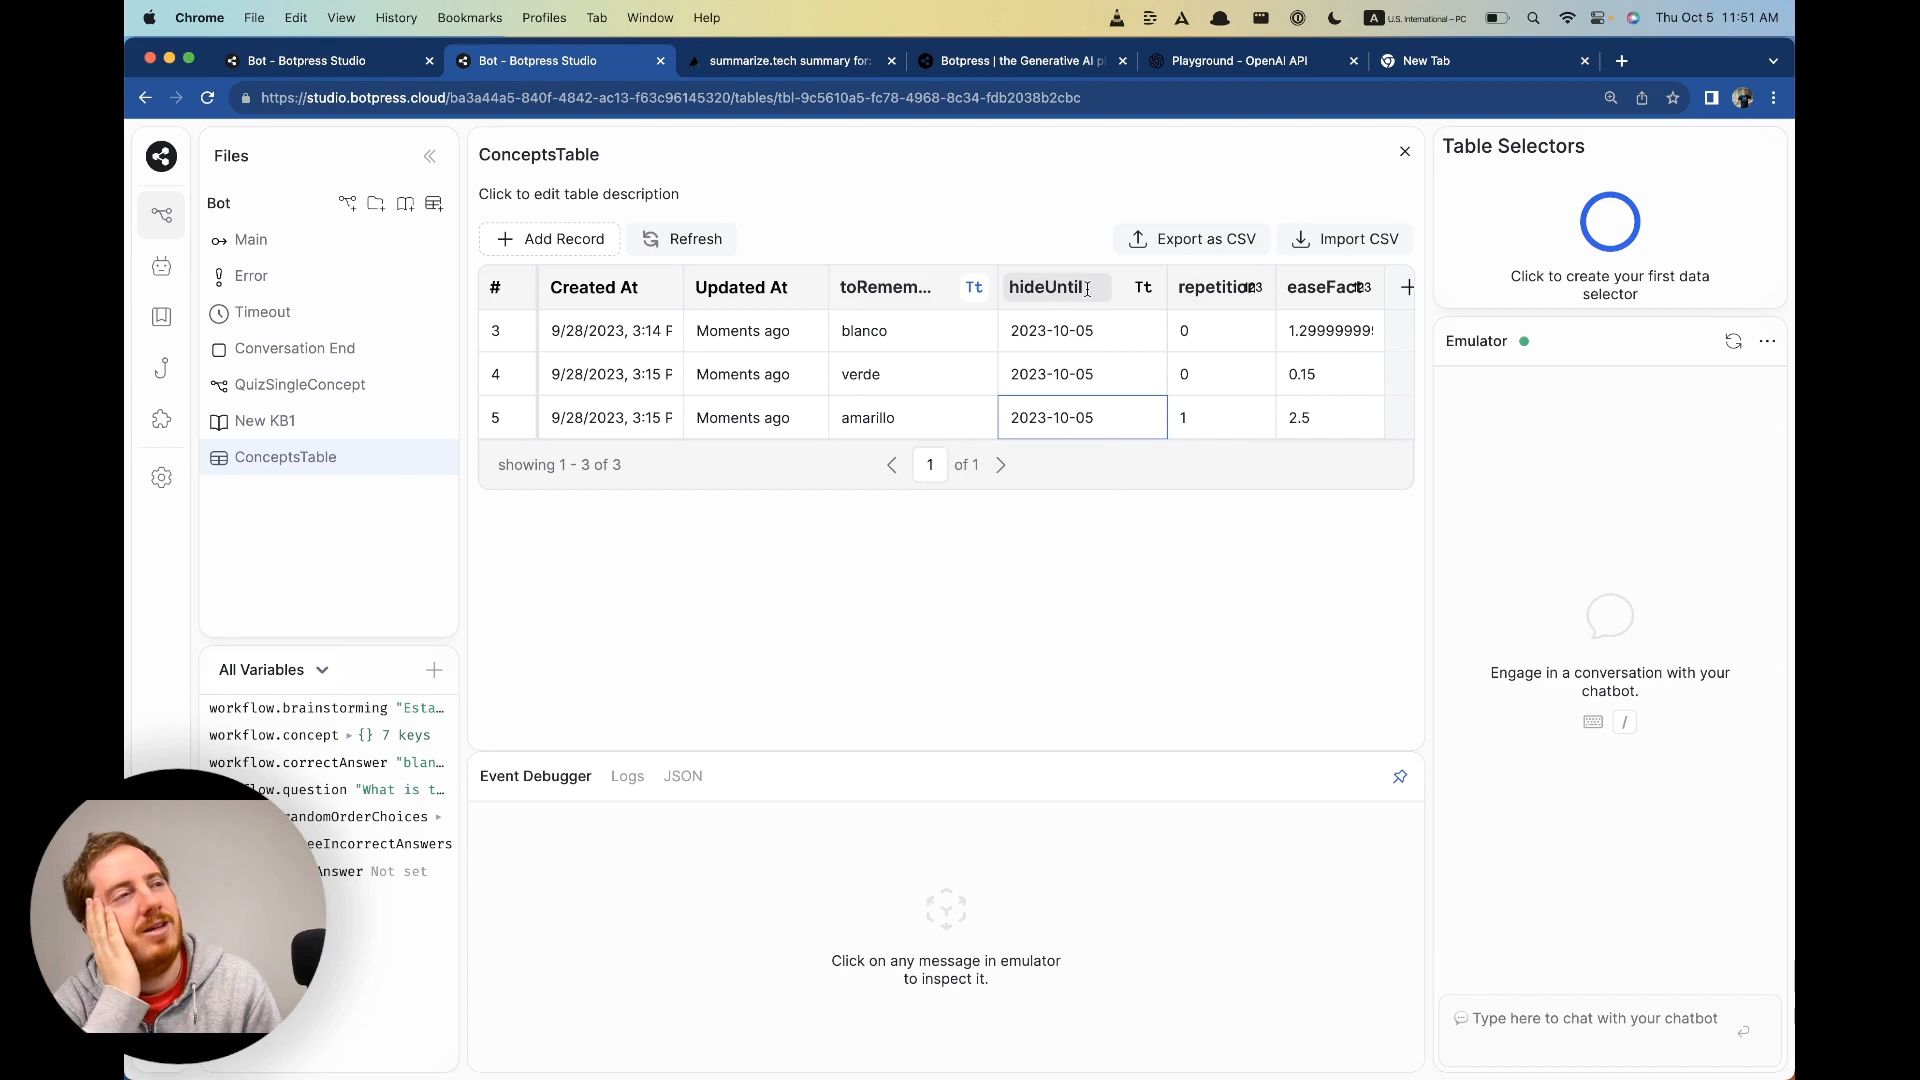 Chrome File Edit View History Bookmarks Profiles Tab Window Help A U.S. International – PC Thu Oct 5 11:51 AM
Bot - Botpress Studio Bot - Botpress Studio summarize.tech summary for: Botpress | the Generative AI p Playground - OpenAI API New Tab
https://studio.botpress.cloud/ba3a44a5-840f-4842-ac13-f63c96145320/tables/tbl-9c5610a5-fc78-4968-8c34-fdb2038b2cbc
Files
Bot
Main
Error
Timeout
Conversation End
QuizSingleConcept
New KB1
ConceptsTable
All Variables
workflow.brainstorming "Esta…
workflow.concept {} 7 keys
workflow.correctAnswer "blan…
low.question "What is t…
andomOrderChoices
eeIncorrectAnswers
nswer Not set
ConceptsTable
Click to edit table description
Add Record Refresh Export as CSV Import CSV
# Created At Updated At toRemem... Tt hideUntil Tt repetition 123 easeFact 123
3 9/28/2023, 3:14 P Moments ago blanco 2023-10-05 0 1.299999999
4 9/28/2023, 3:15 P Moments ago verde 2023-10-05 0 0.15
5 9/28/2023, 3:15 P Moments ago amarillo 2023-10-05 1 2.5
showing 1 - 3 of 3 1 of 1
Event Debugger Logs JSON
Click on any message in emulator
to inspect it.
Table Selectors
Click to create your first data
selector
Emulator
Engage in a conversation with your
chatbot.
/
Type here to chat with your chatbot